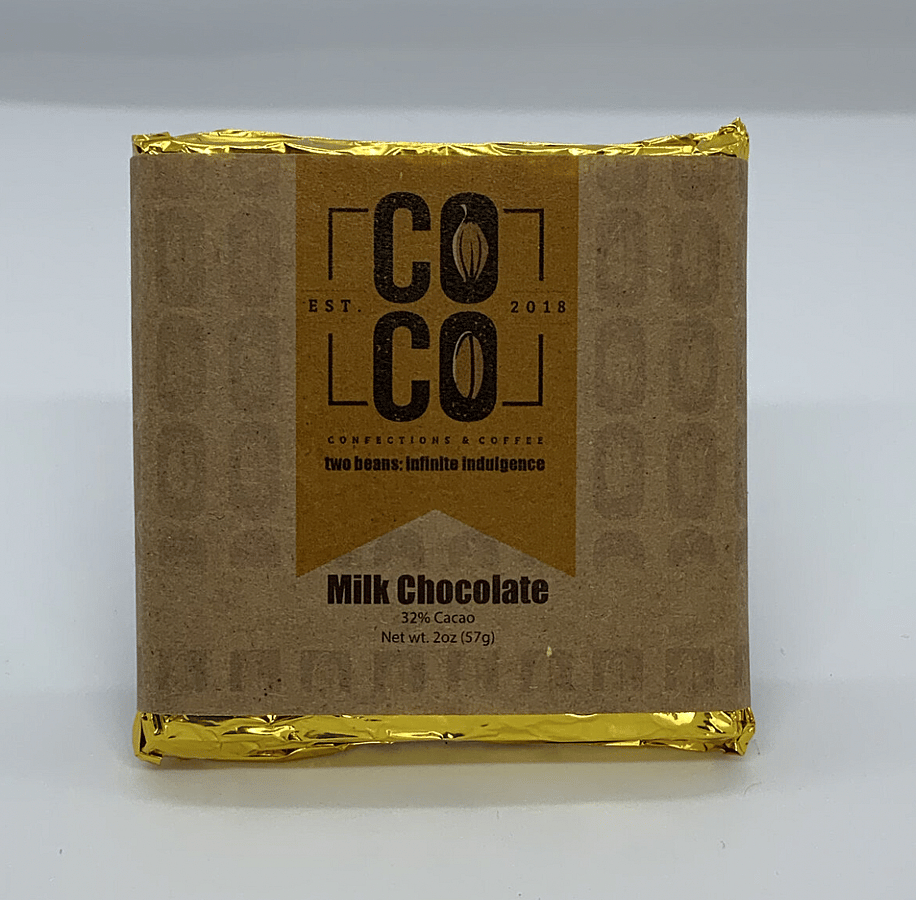 CO
EST. 2018
CO
CONFECTIONS & COFFEE
two beans: infinite indulgence
Milk Chocolate
32% Cacao
Net wt. 2oz (57g)